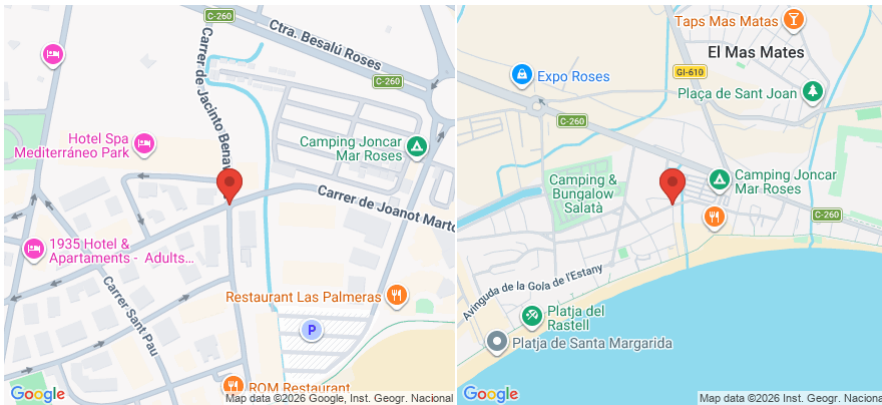 C-260
Ctra. Besalú Roses
C-260
Carrer de Jacinto Benav
Hotel Spa
Mediterráneo Park
Camping Joncar
Mar Roses
Carrer de Joanot Marto
1935 Hotel &
Apartaments - Adults...
Carrer Sant Pau
Restaurant Las Palmeras
P
ROM Restaurant
Google
Map data ©2026 Google, Inst. Geogr. Nacional
Taps Mas Matas
El Mas Mates
GI-610
Expo Roses
Plaça de Sant Joan
C-260
Camping &
Bungalow
Salatà
Camping Joncar
Mar Roses
C-260
Avinguda de la Gola de l'Estany
Platja del
Rastell
Platja de Santa Margarida
Google
Map data ©2026 Inst. Geogr. Nacional